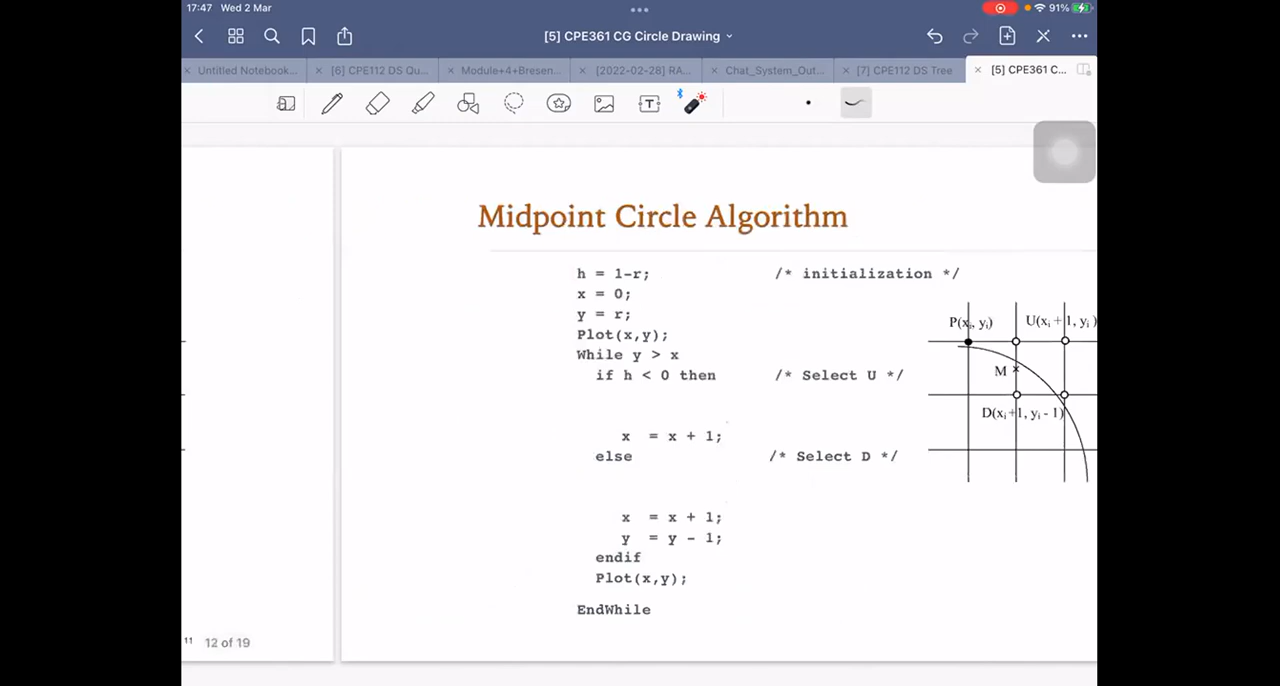 17:47 Wed 2 Mar
91%
[5] CPE361 CG Circle Drawing
Untitled Notebook...
[6] CPE112 DS Qu...
Module+4+Bresen...
[2022-02-28] RA...
Chat_System_Out...
[7] CPE112 DS Tree
[5] CPE361 C...
T
Midpoint Circle Algorithm
h = 1-r; /* initialization */
x = 0;
y = r;
Plot(x,y);
While y > x
if h < 0 then /* Select U */
x = x + 1;
else /* Select D */
x = x + 1;
y = y - 1;
endif
Plot(x,y);
EndWhile
P(xi, yi) U(xi + 1, yi )
M
D(xi+1, yi - 1)
11 12 of 19